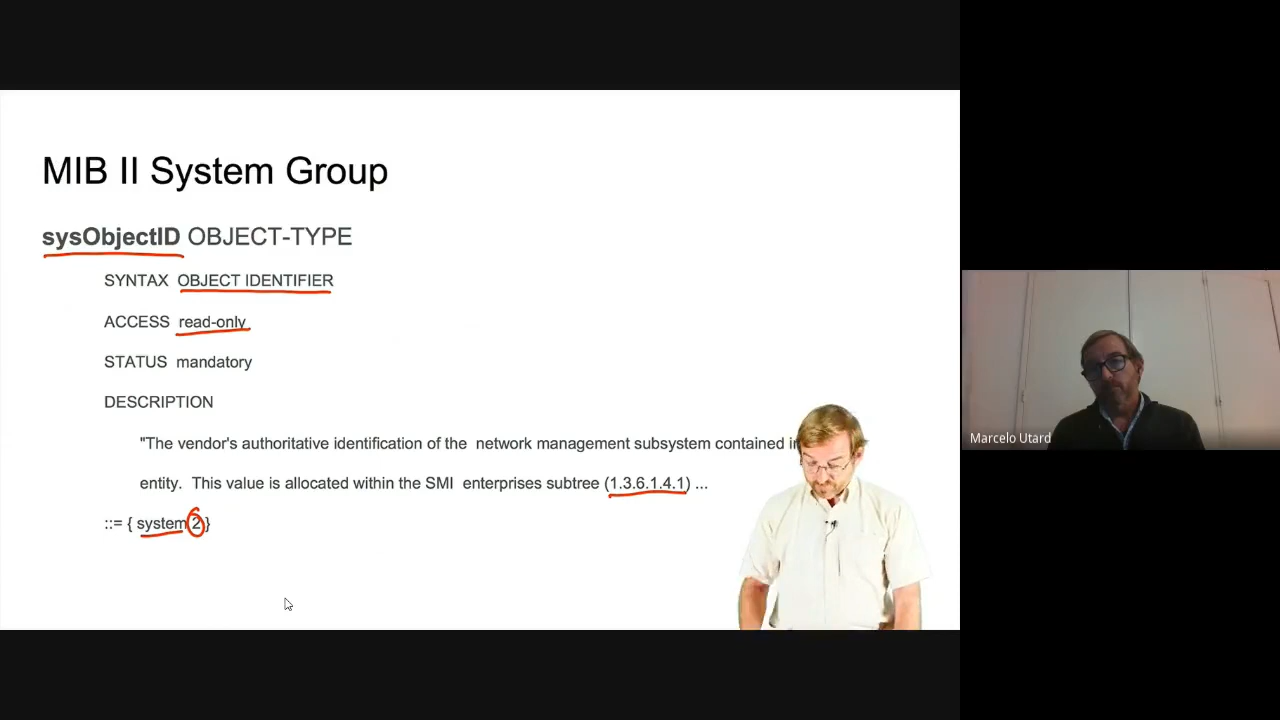 MIB II System Group
sysObjectID OBJECT-TYPE
SYNTAX OBJECT IDENTIFIER
ACCESS read-only
STATUS mandatory
DESCRIPTION
"The vendor's authoritative identification of the network management subsystem contained in
entity. This value is allocated within the SMI enterprises subtree (1.3.6.1.4.1) ...
::= { system 2 }
Marcelo Utard